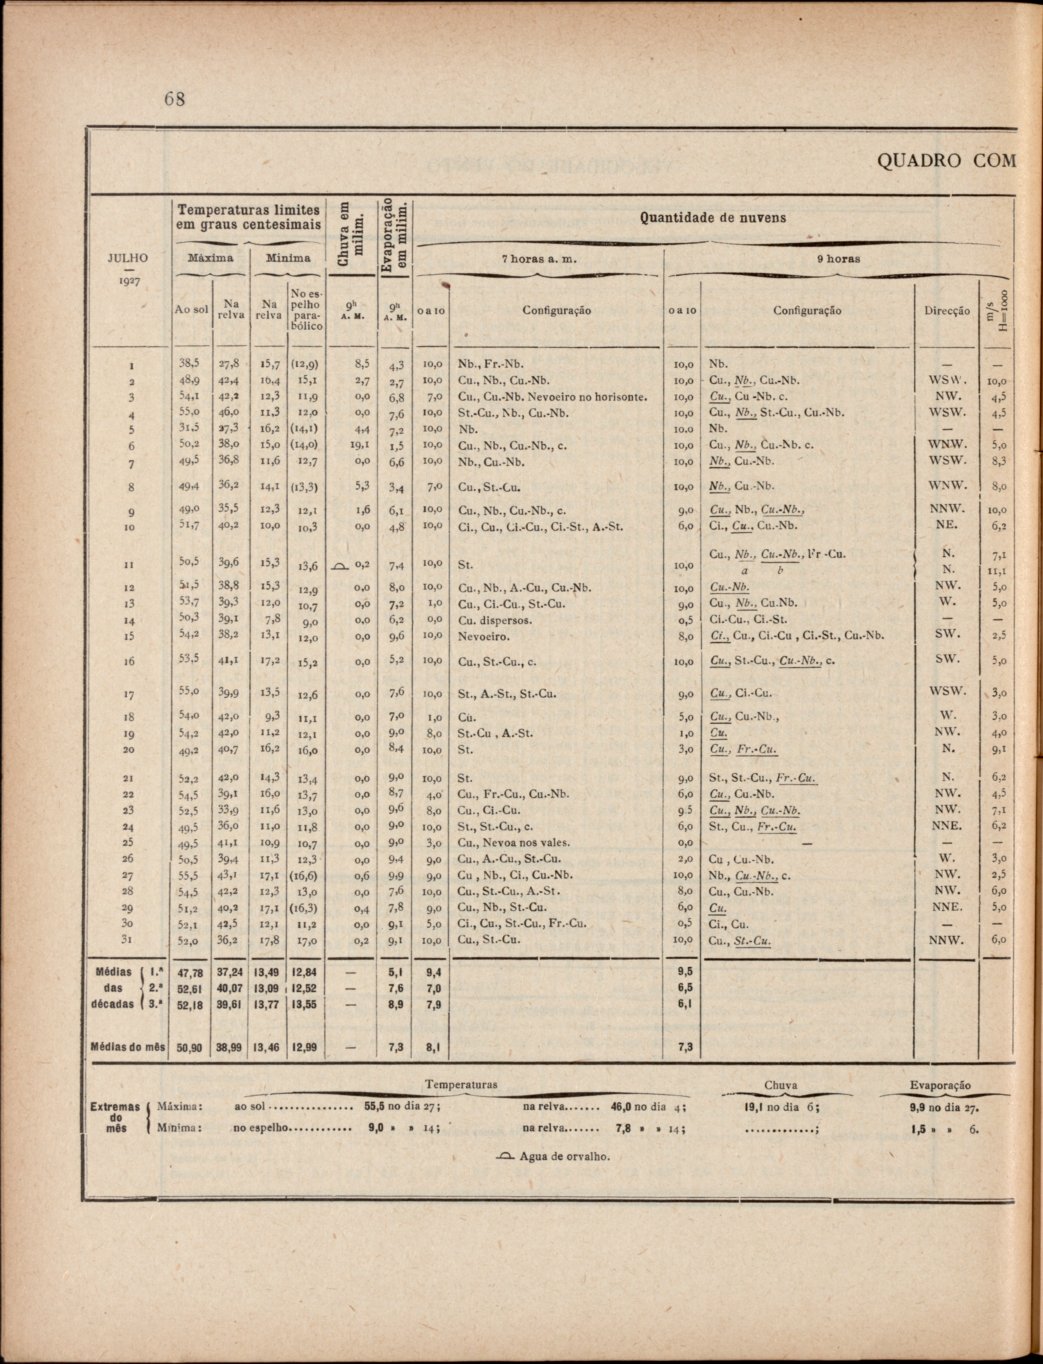 68
QUADRO COM
JULHO — 1927
Temperaturas limites em graus centesimais
Chuva em milim.
Evaporação em milim.
Quantidade de nuvens
Máxima Minima 7 horas a. m. 9 horas
Ao sol Na relva Na relva No espelho parabólico 9h A. M. 9h A. M. 0 a 10 Configuração 0 a 10 Configuração Direcção m/s H=1000
1 38,5 27,8 15,7 (12,9) 8,5 4,3 10,0 Nb., Fr.-Nb. 10,0 Nb. — —
2 48,9 42,4 10,4 15,1 2,7 2,7 10,0 Cu., Nb., Cu.-Nb. 10,0 Cu., Nb., Cu.-Nb. WSW. 10,0
3 54,1 42,2 12,3 11,9 0,0 6,8 7,0 Cu., Cu.-Nb. Nevoeiro no horisonte. 10,0 Cu., Cu -Nb. c. NW. 4,5
4 55,0 46,0 11,3 12,0 0,0 7,6 10,0 St.-Cu., Nb., Cu.-Nb. 10,0 Cu., Nb., St.-Cu., Cu.-Nb. WSW. 4,5
5 31,5 27,3 16,2 (14,1) 4,4 7,2 10,0 Nb. 10,0 Nb. — —
6 50,2 38,0 15,0 (14,0) 19,1 1,5 10,0 Cu., Nb., Cu.-Nb., c. 10,0 Cu., Nb., Cu.-Nb. c. WNW. 5,0
7 49,5 36,8 11,6 12,7 0,0 6,6 10,0 Nb., Cu.-Nb. 10,0 Nb., Cu.-Nb. WSW. 8,3
8 49,4 36,2 14,1 (13,3) 5,3 3,4 7,0 Cu., St.-Cu. 10,0 Nb., Cu.-Nb. WNW. 8,0
9 49,0 35,5 12,3 12,1 1,6 6,1 10,0 Cu., Nb., Cu.-Nb., c. 9,0 Cu., Nb., Cu.-Nb., NNW. 10,0
10 51,7 40,2 10,0 10,3 0,0 4,8 10,0 Ci., Cu., Ci.-Cu., Ci.-St., A.-St. 6,0 Ci., Cu., Cu.-Nb. NE. 6,2
11 50,5 39,6 15,3 13,6 0,2 7,4 10,0 St. 10,0 Cu., Nb., Cu.-Nb., Fr -Cu. N. 7,1
a b N. 11,1
12 51,5 38,8 15,3 12,9 0,0 8,0 10,0 Cu., Nb., A.-Cu., Cu.-Nb. 10,0 Cu.-Nb. NW. 5,0
13 53,7 39,3 12,0 10,7 0,0 7,2 1,0 Cu., Ci.-Cu., St.-Cu. 9,0 Cu., Nb., Cu.Nb. W. 5,0
14 50,3 39,1 7,8 9,0 0,0 6,2 0,0 Cu. dispersos. 0,5 Ci.-Cu., Ci.-St. — —
15 54,2 38,2 13,1 12,0 0,0 9,6 10,0 Nevoeiro. 8,0 Ci., Cu., Ci.-Cu , Ci.-St., Cu.-Nb. SW. 2,5
16 53,5 41,1 17,2 15,2 0,0 5,2 10,0 Cu., St.-Cu., c. 10,0 Cu., St.-Cu., Cu.-Nb., c. SW. 5,0
17 55,0 39,9 13,5 12,6 0,0 7,6 10,0 St., A.-St., St.-Cu. 9,0 Cu., Ci.-Cu. WSW. 3,0
18 54,0 42,0 9,3 11,1 0,0 7,0 1,0 Cu. 5,0 Cu., Cu.-Nb., W. 3,0
19 54,2 42,0 11,2 12,1 0,0 9,0 8,0 St.-Cu , A.-St. 1,0 Cu. NW. 4,0
20 49,2 40,7 16,2 16,0 0,0 8,4 10,0 St. 3,0 Cu., Fr.-Cu. N. 9,1
21 52,2 42,0 14,3 13,4 0,0 9,0 10,0 St. 9,0 St., St.-Cu., Fr.-Cu. N. 6,2
22 54,5 39,1 16,0 13,7 0,0 8,7 4,0 Cu., Fr.-Cu., Cu.-Nb. 6,0 Cu., Cu.-Nb. NW. 4,5
23 52,5 33,9 11,6 13,0 0,0 9,6 8,0 Cu., Ci.-Cu. 9 5 Cu., Nb., Cu.-Nb. NW. 7,1
24 49,5 36,0 11,0 11,8 0,0 9,0 10,0 St., St.-Cu., c. 6,0 St., Cu., Fr.-Cu. NNE. 6,2
25 49,5 41,1 10,9 10,7 0,0 9,0 3,0 Cu., Nevoa nos vales. 0,0 — — —
26 50,5 39,4 11,3 12,3 0,0 9,4 9,0 Cu., A.-Cu., St.-Cu. 2,0 Cu , Cu.-Nb. W. 3,0
27 55,5 43,1 17,1 (16,6) 0,6 9,9 9,0 Cu , Nb., Ci., Cu.-Nb. 10,0 Nb., Cu.-Nb., c. NW. 2,5
28 54,5 42,2 12,3 13,0 0,0 7,6 10,0 Cu., St.-Cu., A.-St. 8,0 Cu., Cu.-Nb. NW. 6,0
29 51,2 40,2 17,1 (16,3) 0,4 7,8 9,0 Cu., Nb., St.-Cu. 6,0 Cu. NNE. 5,0
30 52,1 42,5 12,1 11,2 0,0 9,1 5,0 Ci., Cu., St.-Cu., Fr.-Cu. 0,5 Ci., Cu. — —
31 52,0 36,2 17,8 17,0 0,2 9,1 10,0 Cu., St.-Cu. 10,0 Cu., St.-Cu. NNW. 6,0
Médias 1.ª 47,78 37,24 13,49 12,84 — 5,1 9,4 9,5
das 2.ª 52,61 40,07 13,09 12,52 — 7,6 7,0 6,5
décadas 3.ª 52,18 39,61 13,77 13,55 — 8,9 7,9 6,1
Médias do mês 50,90 38,99 13,46 12,99 — 7,3 8,1 7,3
Temperaturas Chuva Evaporação
Extremas do mês
Máxima: ao sol ................ 55,5 no dia 27; na relva....... 46,0 no dia 4; 19,1 no dia 6; 9,9 no dia 27.
Mínima: no espelho............ 9,0 » » 14; na relva....... 7,8 » » 14; .............; 1,5 » » 6.
Agua de orvalho.